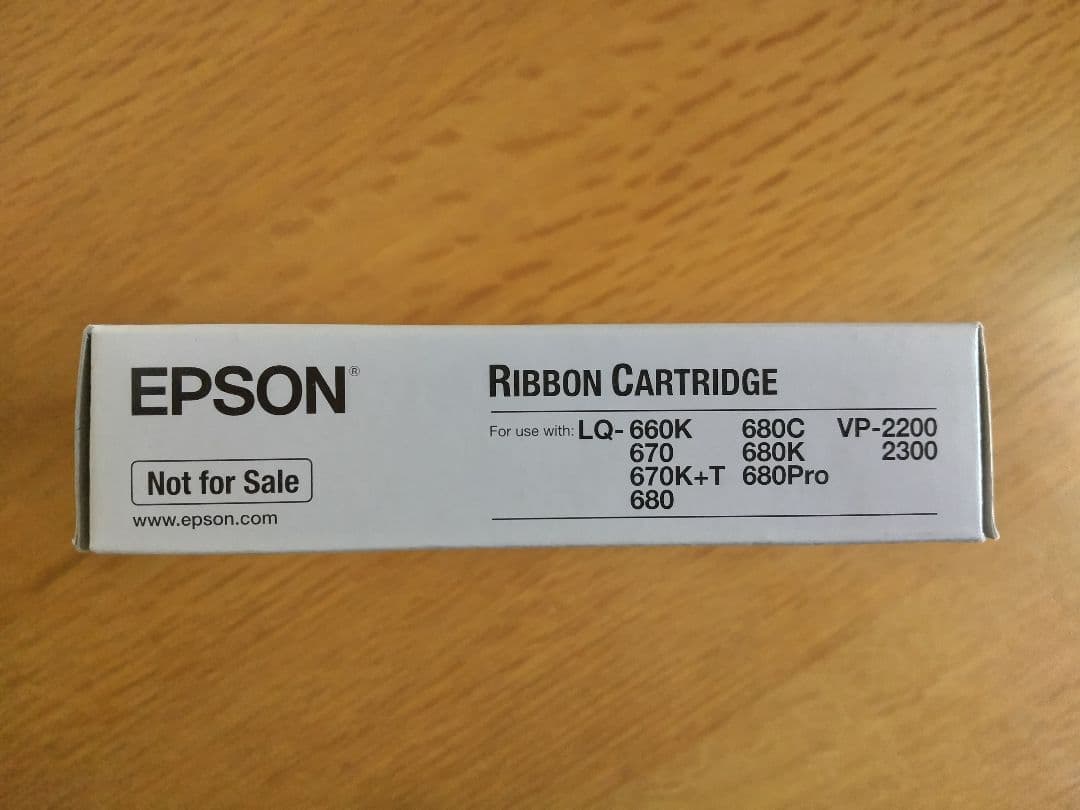 EPSON®
Not for Sale
www.epson.com
RIBBON CARTRIDGE
For use with: LQ- 660K 680C VP-2200
670 680K 2300
670K+T 680Pro
680